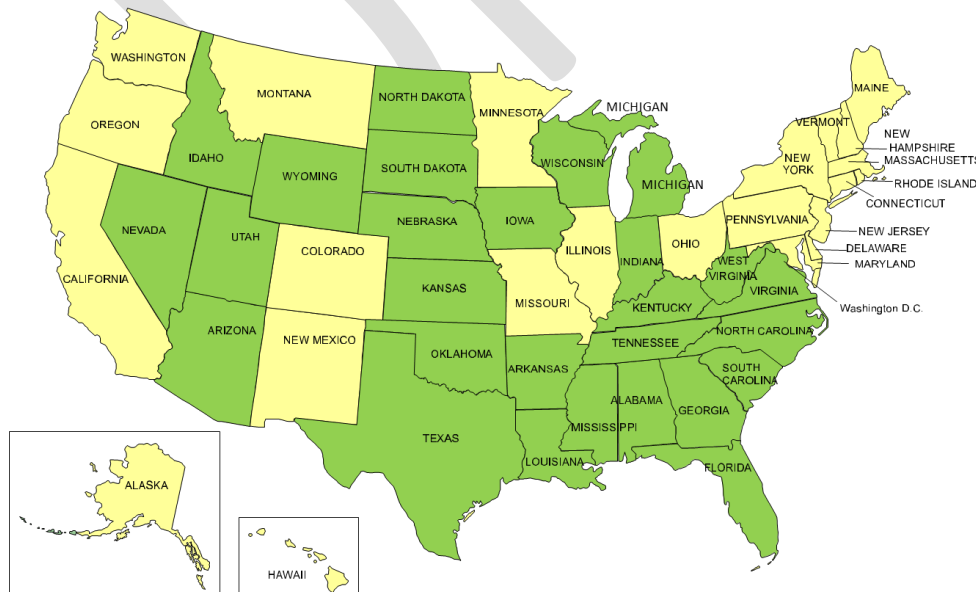 WASHINGTON
MONTANA
NORTH DAKOTA
MINNESOTA
MICHIGAN
MAINE
OREGON
VERMONT
NEW
HAMPSHIRE
IDAHO
WYOMING
SOUTH DAKOTA
WISCONSIN
MICHIGAN
NEW
YORK
MASSACHUSETTS
RHODE ISLAND
CONNECTICUT
NEVADA
UTAH
COLORADO
NEBRASKA
IOWA
ILLINOIS
INDIANA
OHIO
PENNSYLVANIA
NEW JERSEY
DELAWARE
MARYLAND
CALIFORNIA
KANSAS
MISSOURI
WEST
VIRGINIA
VIRGINIA
KENTUCKY
Washington D.C.
ARIZONA
NEW MEXICO
OKLAHOMA
ARKANSAS
TENNESSEE
NORTH CAROLINA
SOUTH
CAROLINA
TEXAS
LOUISIANA
MISSISSIPPI
ALABAMA
GEORGIA
FLORIDA
ALASKA
HAWAII